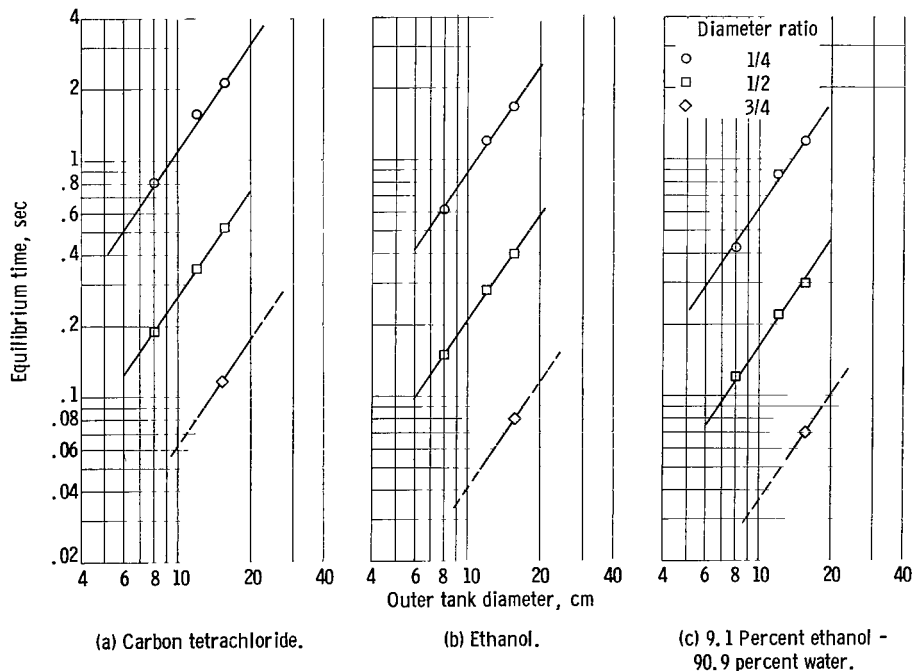 Equilibrium time, sec
4
2
1
.8
.6
.4
.2
.1
.08
.06
.04
.02
4 6 8 10 20 40
4 6 8 10 20 40
4 6 8 10 20 40
Diameter ratio
1/4
1/2
3/4
Outer tank diameter, cm
(a) Carbon tetrachloride.
(b) Ethanol.
(c) 9.1 Percent ethanol -
90.9 percent water.